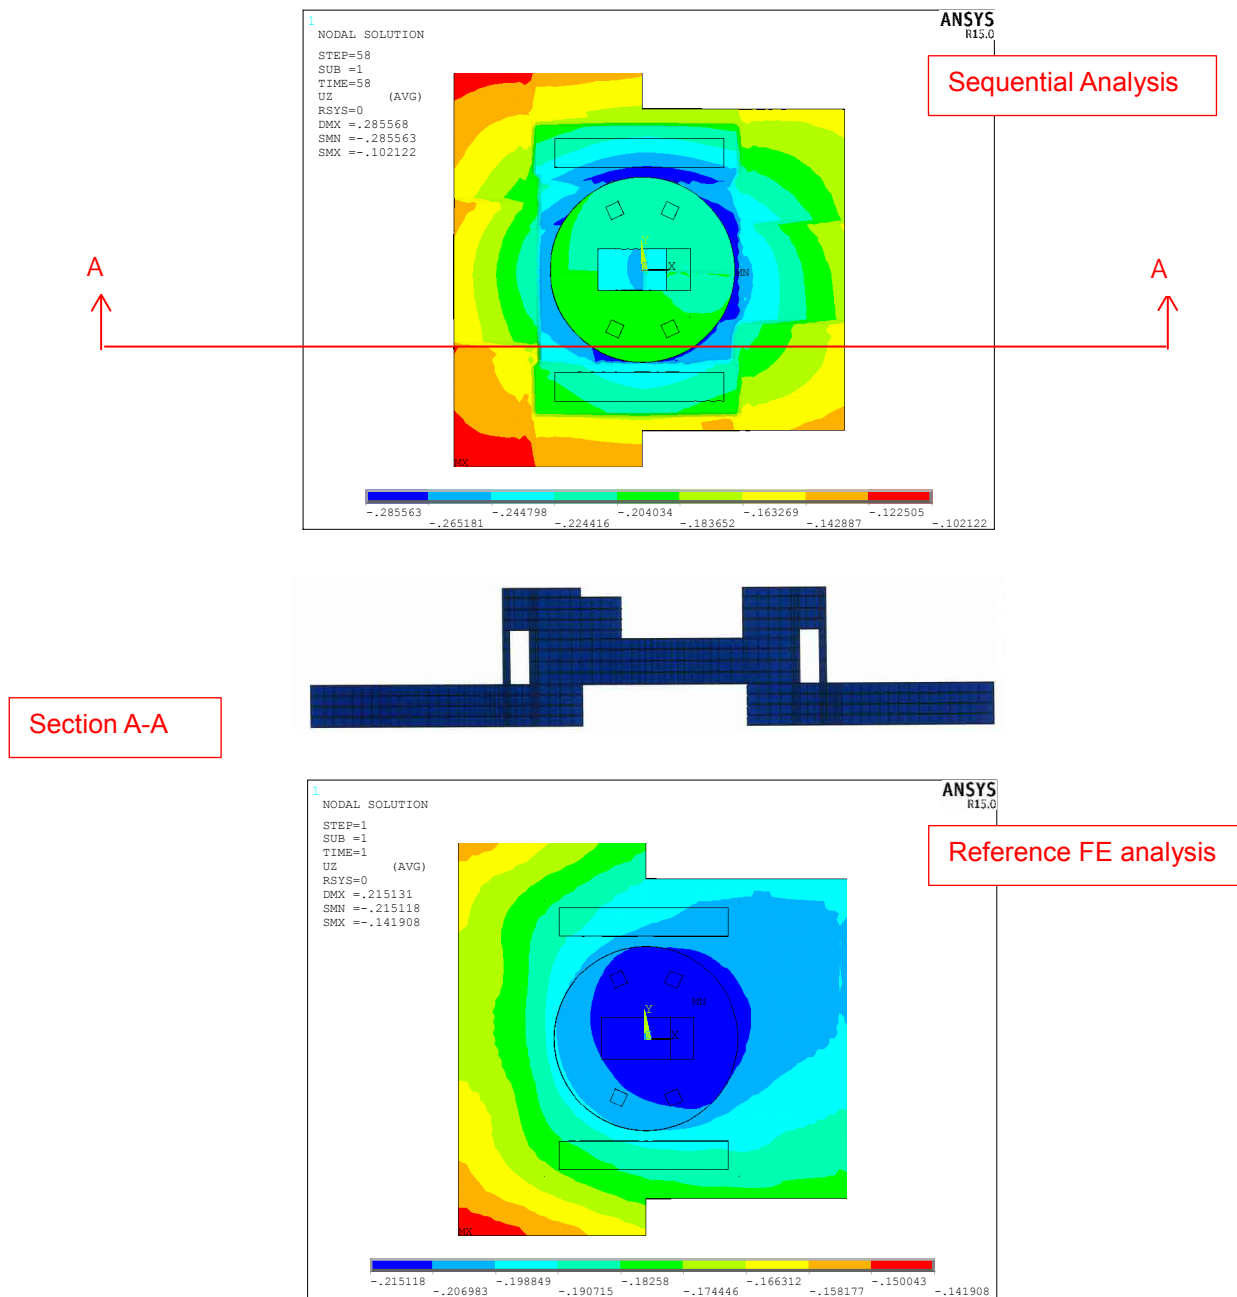 1
ANSYS
R15.0
NODAL SOLUTION
STEP=58
SUB =1
TIME=58
UZ (AVG)
RSYS=0
DMX =.285568
SMN =-.285563
SMX =-.102122
Sequential Analysis
A
A
Y
X
MN
MX
-.285563
-.265181
-.244798
-.224416
-.204034
-.183652
-.163269
-.142887
-.122505
-.102122
Section A-A
1
ANSYS
R15.0
NODAL SOLUTION
STEP=1
SUB =1
TIME=1
UZ (AVG)
RSYS=0
DMX =.215131
SMN =-.215118
SMX =-.141908
Reference FE analysis
MN
Y
X
MX
-.215118
-.206983
-.198849
-.190715
-.18258
-.174446
-.166312
-.158177
-.150043
-.141908